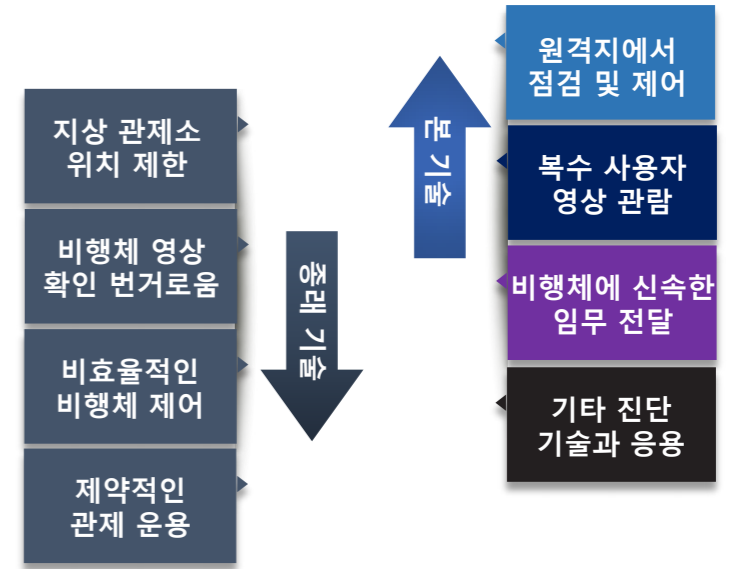 지상 관제소
위치 제한
비행체 영상
확인 번거로움
비효율적인
비행체 제어
제약적인
관제 운용
종래 기술
본 기술
원격지에서
점검 및 제어
복수 사용자
영상 관람
비행체에 신속한
임무 전달
기타 진단
기술과 응용